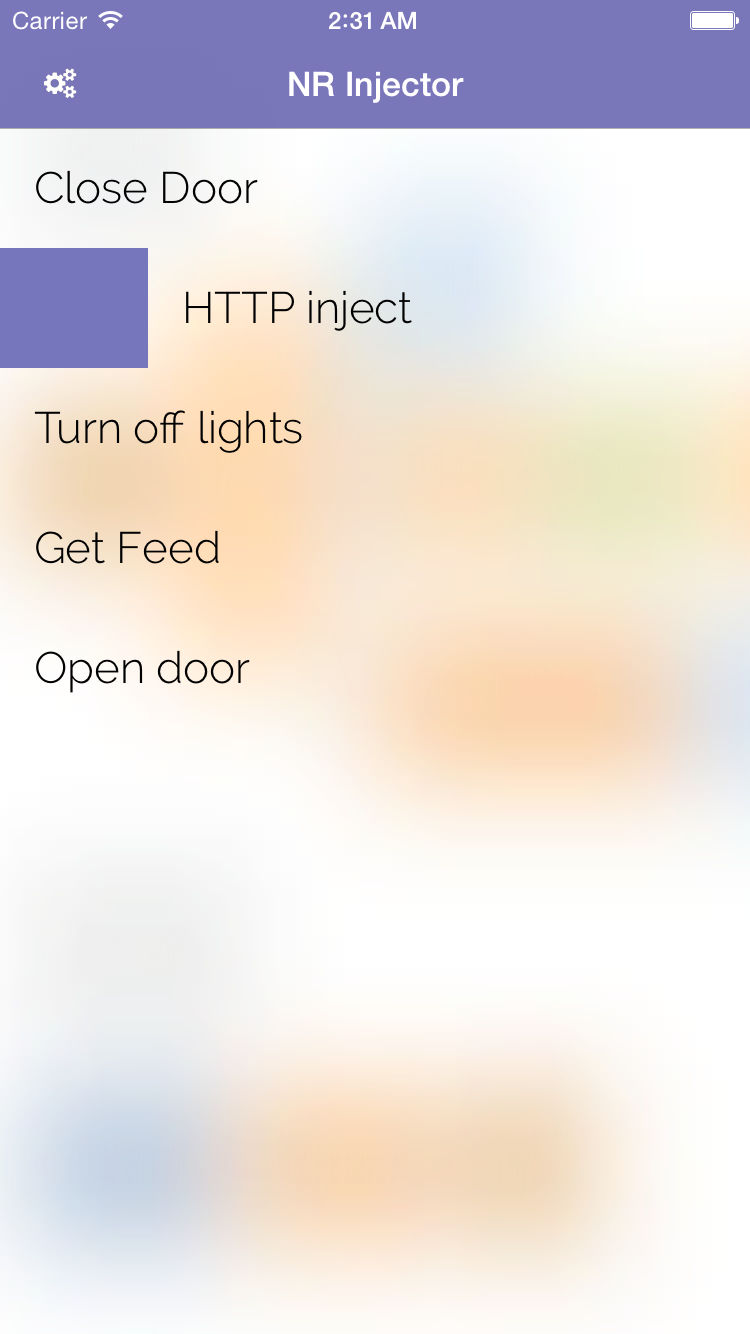 Carrier 2:31 AM
NR Injector
Close Door
HTTP inject
Turn off lights
Get Feed
Open door